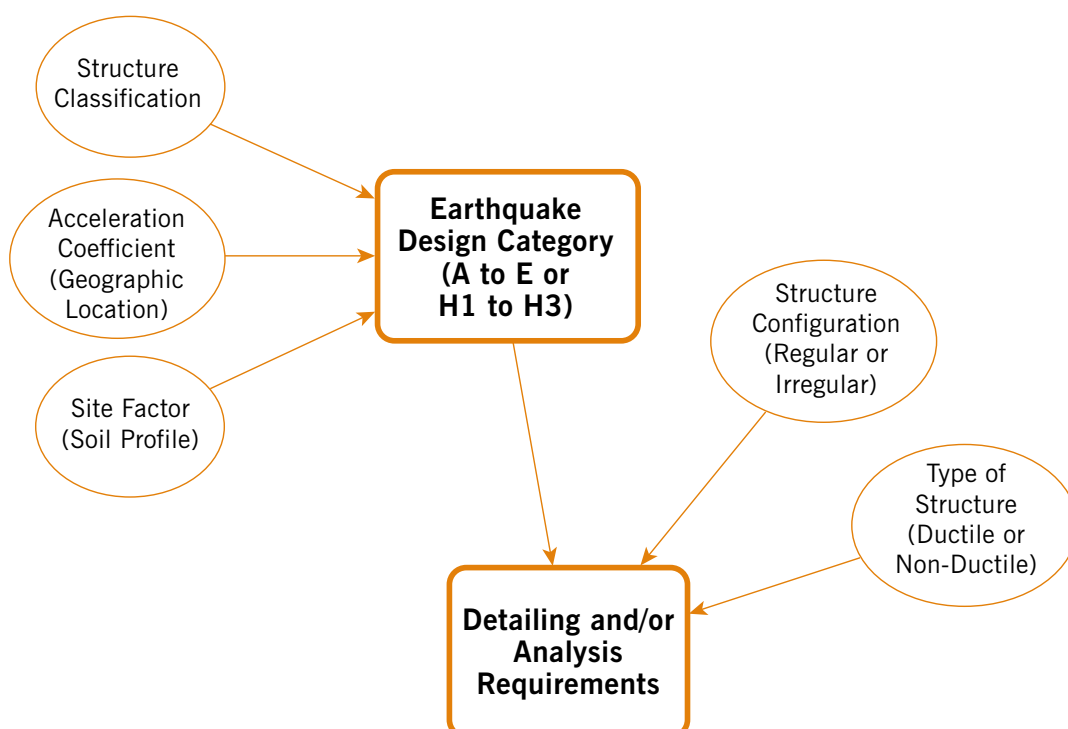 Structure
Classification
Acceleration
Coefficient
(Geographic
Location)
Site Factor
(Soil Profile)
Earthquake
Design Category
(A to E or
H1 to H3)
Structure
Configuration
(Regular or
Irregular)
Type of
Structure
(Ductile or
Non-Ductile)
Detailing and/or
Analysis
Requirements